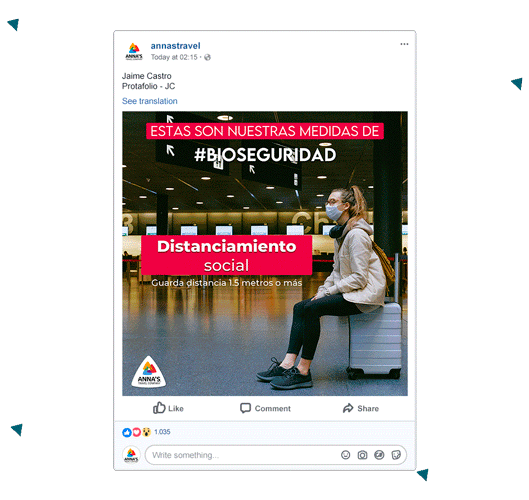 annastravel
Today at 02:15 ·
Jaime Castro
Protafolio - JC
See translation
ESTAS SON NUESTRAS MEDIDAS DE
#BIOSEGURIDAD
Distanciamiento
social
Guarda distancia 1.5 metros o más
ANNA'S
Like
Comment
Share
1.035
Write something...